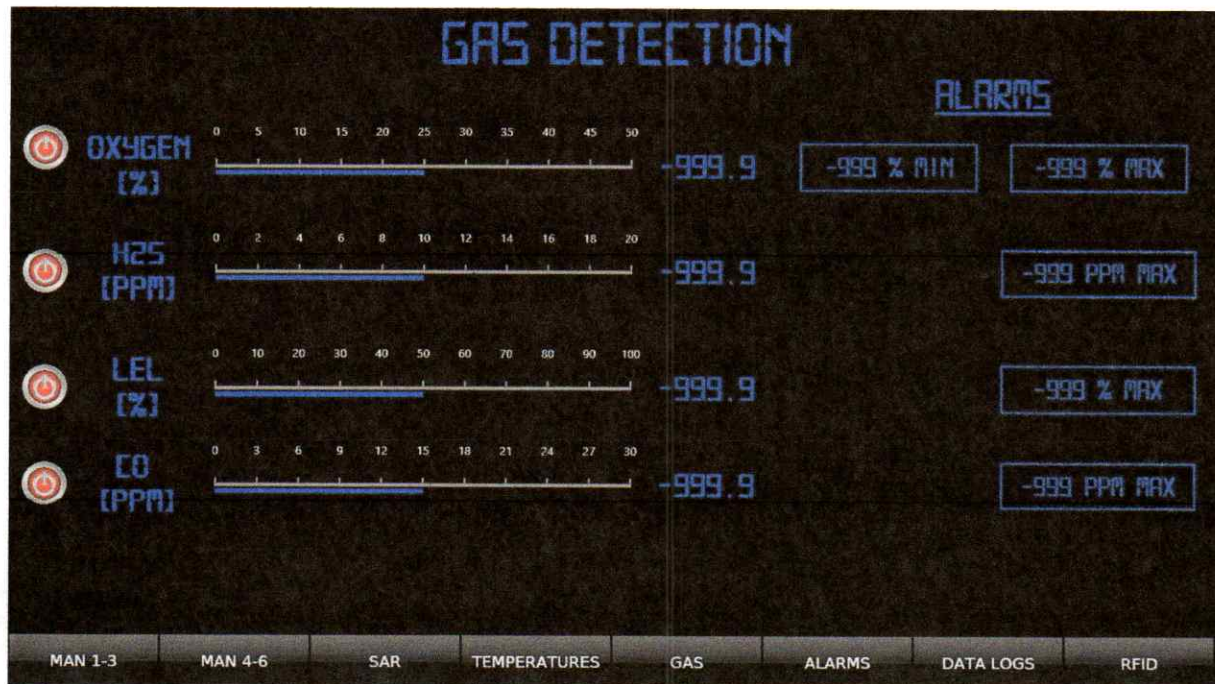 GAS DETECTION
ALARMS
0 5 10 15 20 25 30 35 40 45 50
OXYGEN
[%]
-999.9
-999 % MIN
-999 % MAX
0 2 4 6 8 10 12 14 16 18 20
H2S
[PPM]
-999.9
-999 PPM MAX
0 10 20 30 40 50 60 70 80 90 100
LEL
[%]
-999.9
-999 % MAX
0 3 6 9 12 15 18 21 24 27 30
CO
[PPM]
-999.9
-999 PPM MAX
MAN 1-3 MAN 4-6 SAR TEMPERATURES GAS ALARMS DATA LOGS RFID